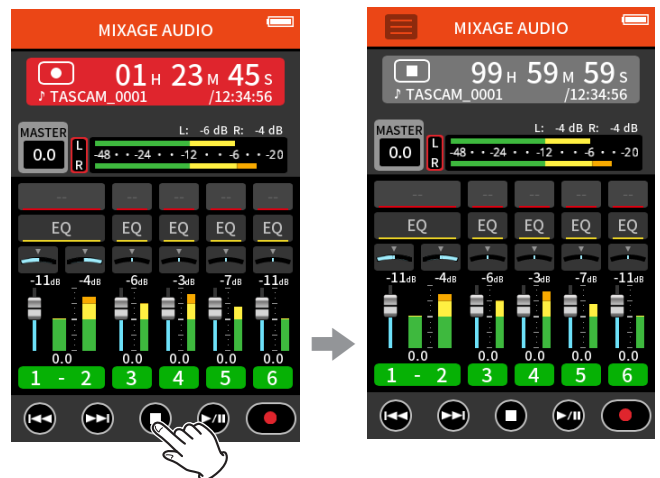 MIXAGE AUDIO
01 H 23 M 45 S
♪ TASCAM_0001 /12:34:56
MASTER L: -6 dB R: -4 dB
0.0 L R -48 • • -24 • • -12 • • -6 • • -20
-- -- -- -- --
EQ EQ EQ EQ EQ
-11dB -4dB -6dB -3dB -7dB -11dB
0.0 0.0 0.0 0.0 0.0
1 - 2 3 4 5 6
MIXAGE AUDIO
99 H 59 M 59 S
♪ TASCAM_0001 /12:34:56
MASTER L: -4 dB R: -4 dB
0.0 L R -48 • • -24 • • -12 • • -6 • • -20
-- -- -- -- --
EQ EQ EQ EQ EQ
-11dB -4dB -6dB -3dB -7dB -11dB
0.0 0.0 0.0 0.0 0.0
1 - 2 3 4 5 6